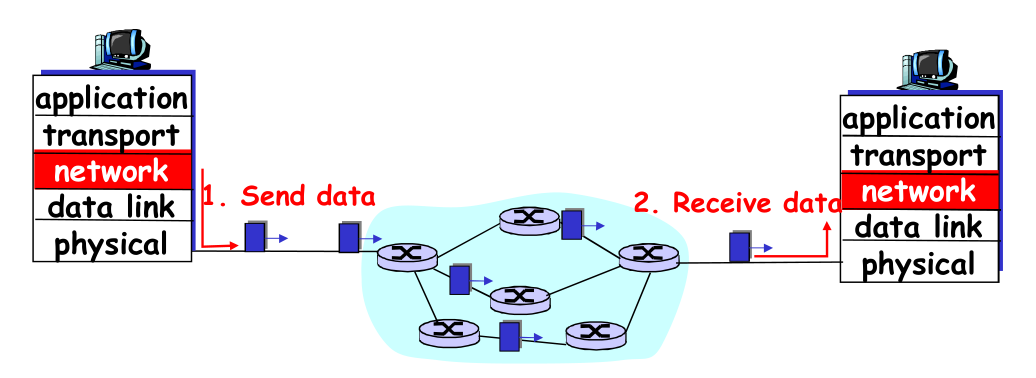 application
transport
network
data link
physical
1. Send data
2. Receive data
application
transport
network
data link
physical